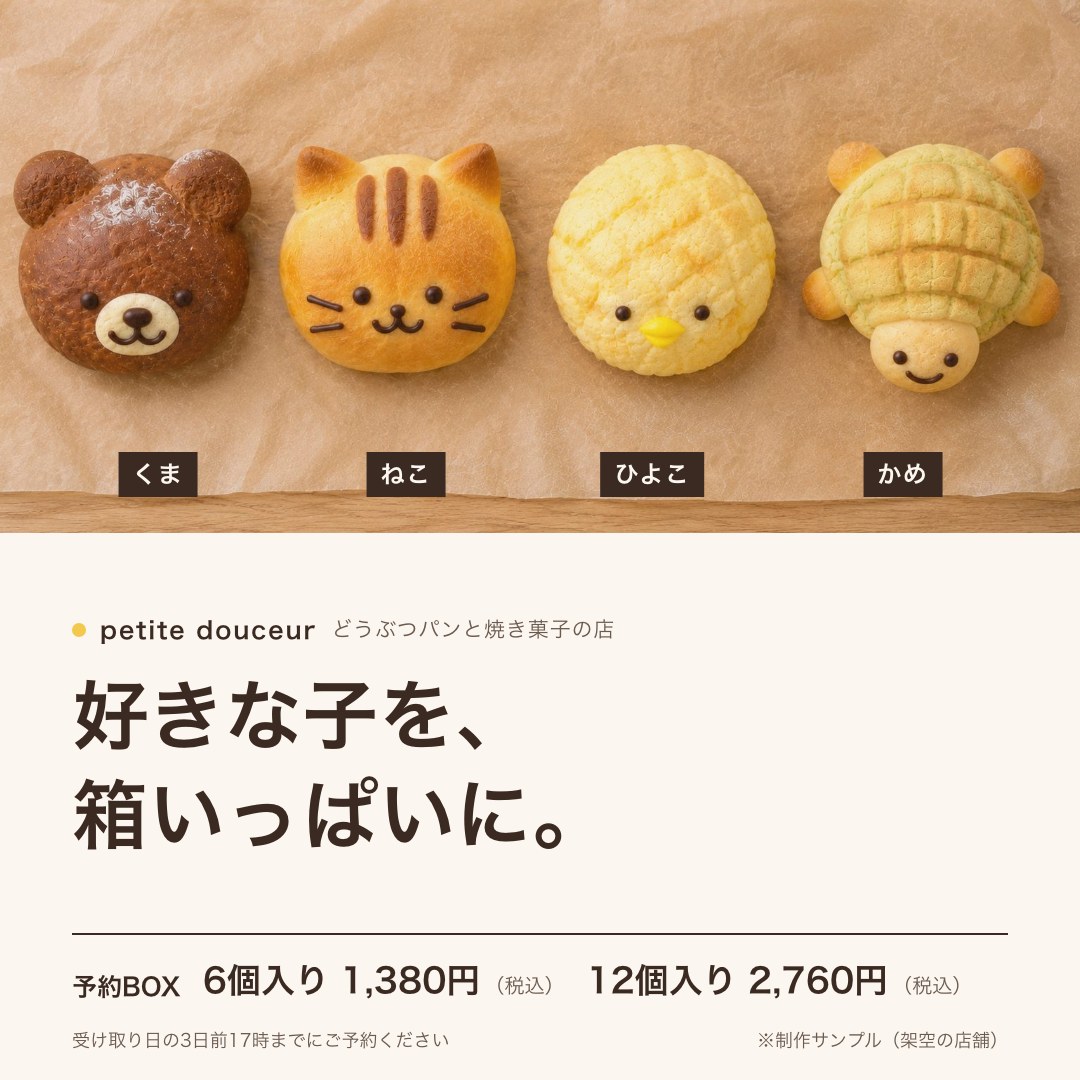 くま
ねこ
ひよこ
かめ
petite douceur どうぶつパンと焼き菓子の店
好きな子を、
箱いっぱいに。
予約BOX 6個入り 1,380円（税込） 12個入り 2,760円（税込）
受け取り日の3日前17時までにご予約ください
※制作サンプル（架空の店舗）